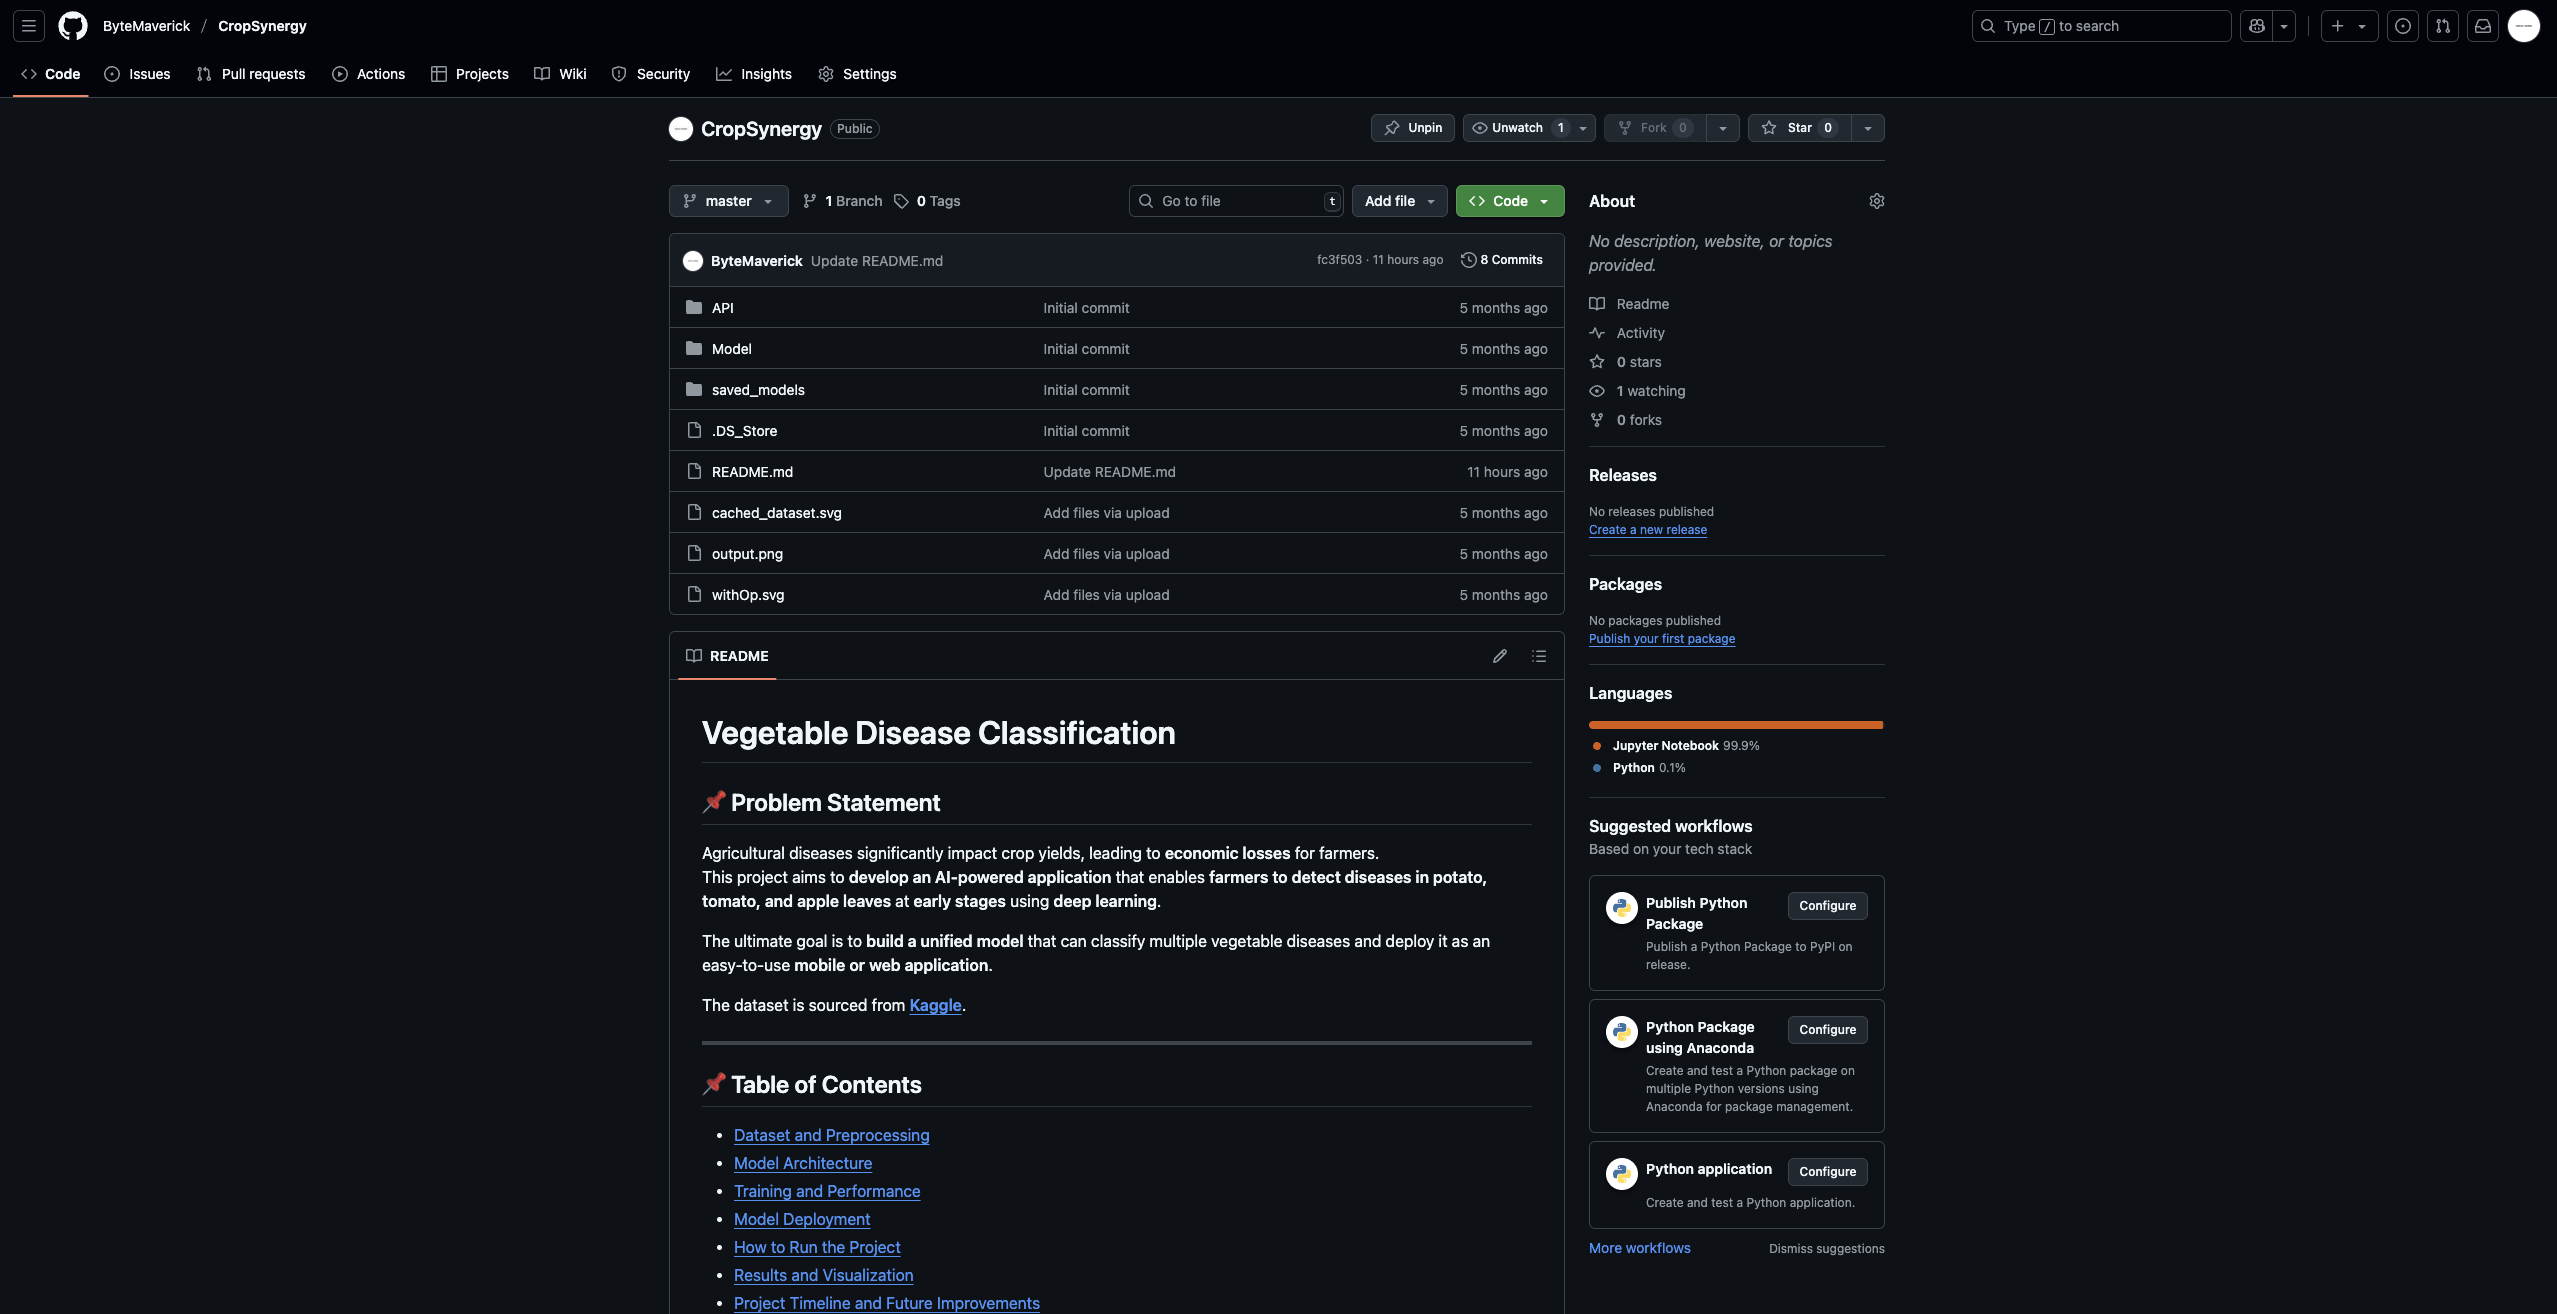 ByteMaverick / CropSynergy
Type / to search
Code Issues Pull requests Actions Projects Wiki Security Insights Settings
CropSynergy Public
Unpin Unwatch 1 Fork 0 Star 0
master 1 Branch 0 Tags
Go to file t Add file Code
ByteMaverick Update README.md fc3f503 · 11 hours ago 8 Commits
API Initial commit 5 months ago
Model Initial commit 5 months ago
saved_models Initial commit 5 months ago
.DS_Store Initial commit 5 months ago
README.md Update README.md 11 hours ago
cached_dataset.svg Add files via upload 5 months ago
output.png Add files via upload 5 months ago
withOp.svg Add files via upload 5 months ago
README
Vegetable Disease Classification
📌 Problem Statement
Agricultural diseases significantly impact crop yields, leading to economic losses for farmers.
This project aims to develop an AI-powered application that enables farmers to detect diseases in potato,
tomato, and apple leaves at early stages using deep learning.
The ultimate goal is to build a unified model that can classify multiple vegetable diseases and deploy it as an
easy-to-use mobile or web application.
The dataset is sourced from Kaggle.
📌 Table of Contents
• Dataset and Preprocessing
• Model Architecture
• Training and Performance
• Model Deployment
• How to Run the Project
• Results and Visualization
• Project Timeline and Future Improvements
About
No description, website, or topics
provided.
Readme
Activity
0 stars
1 watching
0 forks
Releases
No releases published
Create a new release
Packages
No packages published
Publish your first package
Languages
Jupyter Notebook 99.9%
Python 0.1%
Suggested workflows
Based on your tech stack
Publish Python
Package
Configure
Publish a Python Package to PyPI on
release.
Python Package
using Anaconda
Configure
Create and test a Python package on
multiple Python versions using
Anaconda for package management.
Python application
Configure
Create and test a Python application.
More workflows Dismiss suggestions